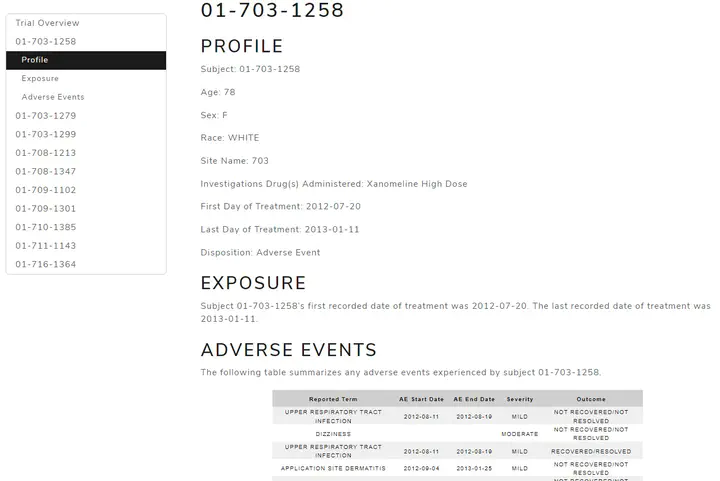 Trial Overview
01-703-1258
Profile
Exposure
Adverse Events
01-703-1279
01-703-1299
01-708-1213
01-708-1347
01-709-1102
01-709-1301
01-710-1385
01-711-1143
01-716-1364
01-703-1258
PROFILE
Subject: 01-703-1258
Age: 78
Sex: F
Race: WHITE
Site Name: 703
Investigations Drug(s) Administered: Xanomeline High Dose
First Day of Treatment: 2012-07-20
Last Day of Treatment: 2013-01-11
Disposition: Adverse Event
EXPOSURE
Subject 01-703-1258's first recorded date of treatment was 2012-07-20. The last recorded date of treatment was
2013-01-11.
ADVERSE EVENTS
The following table summarizes any adverse events experienced by subject 01-703-1258.
Reported Term AE Start Date AE End Date Severity Outcome
UPPER RESPIRATORY TRACT INFECTION 2012-08-11 2012-08-19 MILD NOT RECOVERED/NOT RESOLVED
DIZZINESS MODERATE NOT RECOVERED/NOT RESOLVED
UPPER RESPIRATORY TRACT INFECTION 2012-08-11 2012-08-19 MILD RECOVERED/RESOLVED
APPLICATION SITE DERMATITIS 2012-09-04 2013-01-25 MILD NOT RECOVERED/NOT RESOLVED